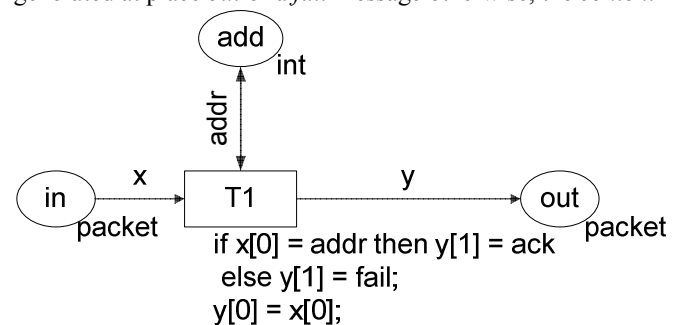 add
int
addr
in
x
T1
y
out
packet
packet
if x[0] = addr then y[1] = ack
else y[1] = fail;
y[0] = x[0];